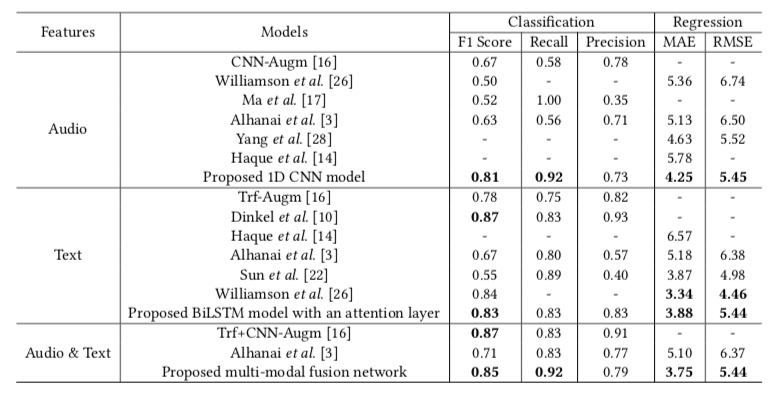 Features Models Classification Regression
F1 Score Recall Precision MAE RMSE
Audio
CNN-Augm [16] 0.67 0.58 0.78 - -
Williamson et al. [26] 0.50 - - 5.36 6.74
Ma et al. [17] 0.52 1.00 0.35 - -
Alhanai et al. [3] 0.63 0.56 0.71 5.13 6.50
Yang et al. [28] - - - 4.63 5.52
Haque et al. [14] - - - 5.78 -
Proposed 1D CNN model 0.81 0.92 0.73 4.25 5.45
Text
Trf-Augm [16] 0.78 0.75 0.82 - -
Dinkel et al. [10] 0.87 0.83 0.93 - -
Haque et al. [14] - - - 6.57 -
Alhanai et al. [3] 0.67 0.80 0.57 5.18 6.38
Sun et al. [22] 0.55 0.89 0.40 3.87 4.98
Williamson et al. [26] 0.84 - - 3.34 4.46
Proposed BiLSTM model with an attention layer 0.83 0.83 0.83 3.88 5.44
Audio & Text
Trf+CNN-Augm [16] 0.87 0.83 0.91 - -
Alhanai et al. [3] 0.71 0.83 0.77 5.10 6.37
Proposed multi-modal fusion network 0.85 0.92 0.79 3.75 5.44